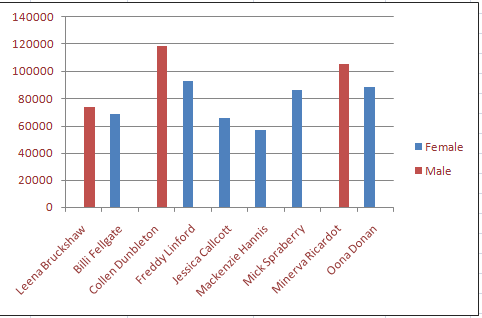 140000
120000
100000
80000
60000
40000
20000
0
Female
Male
Leena Bruckshaw
Billi Fellgate
Collen Dunbleton
Freddy Linford
Jessica Callcott
Mackenzie Hannis
Mick Spraberry
Minerva Ricardot
Oona Donan